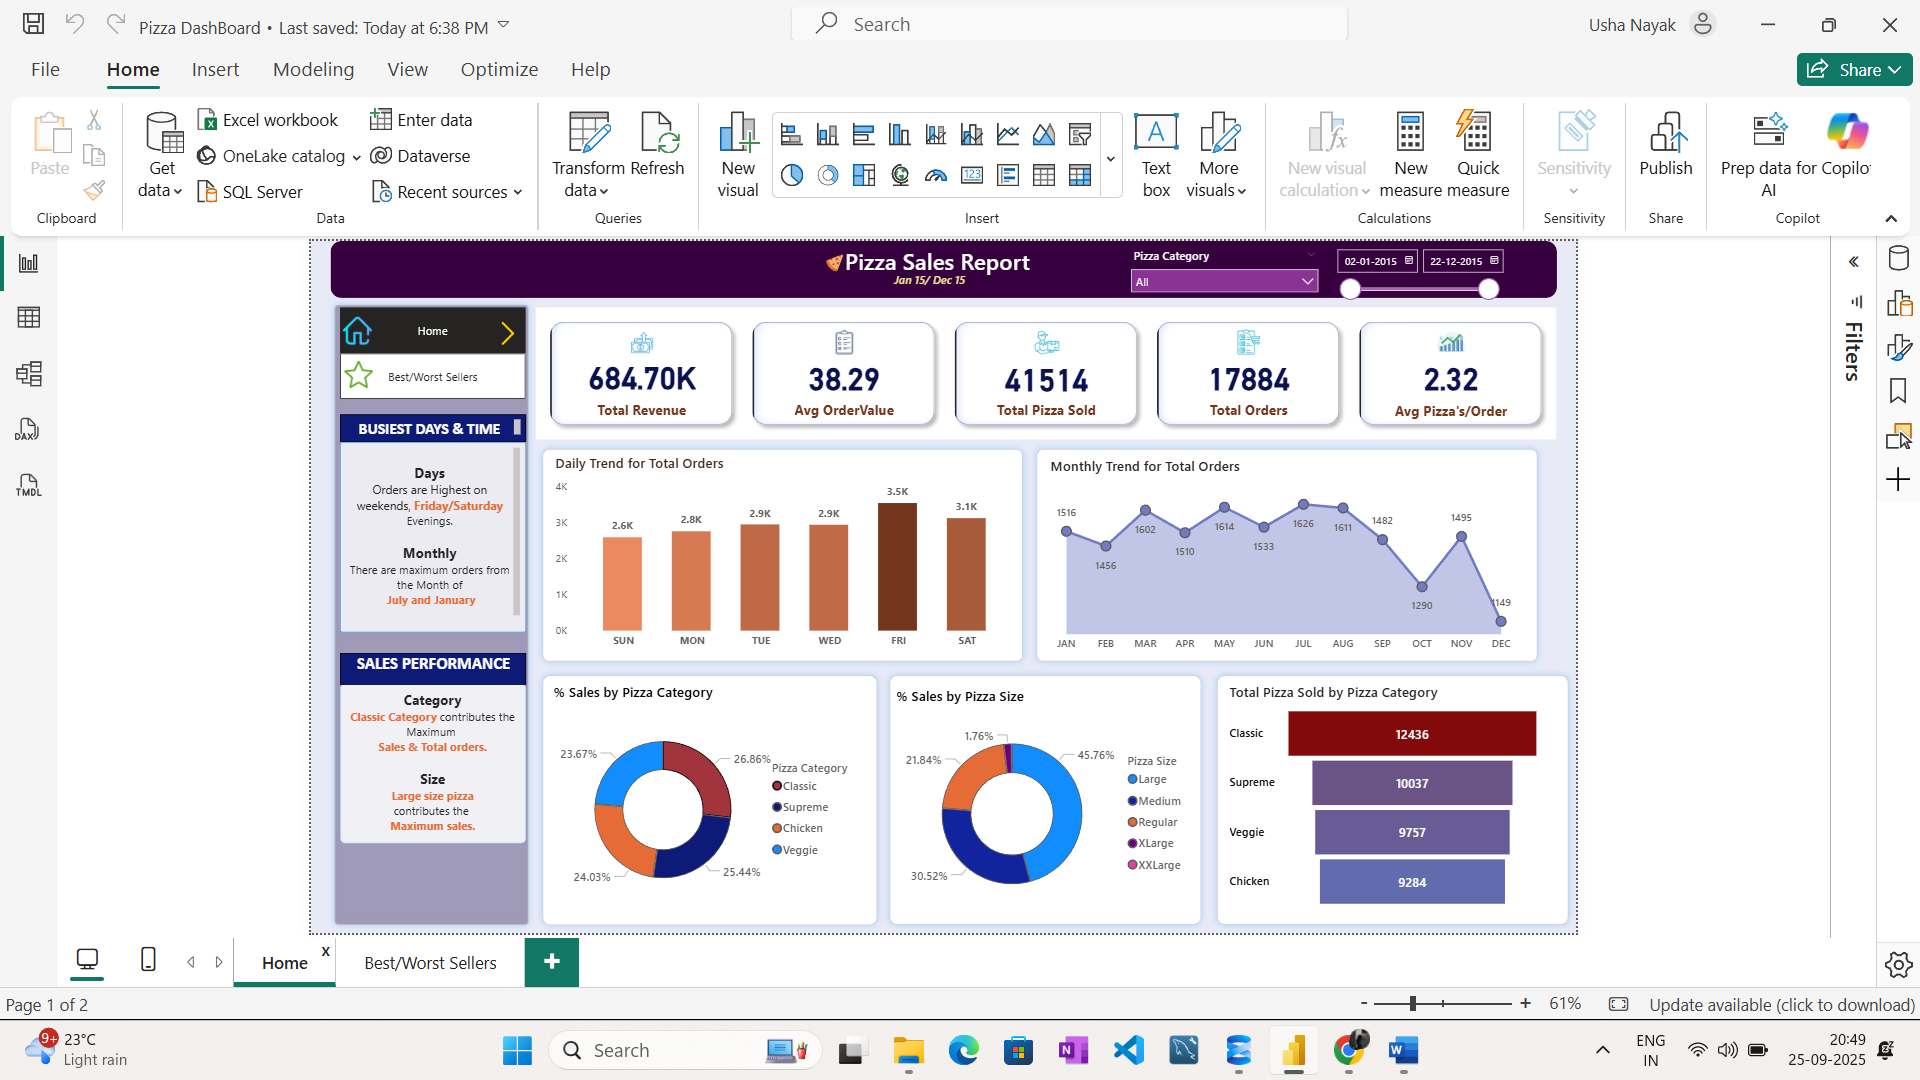 Pizza DashBoard • Last saved: Today at 6:38 PM
Search
Usha Nayak
File
Home
Insert
Modeling
View
Optimize
Help
Share
Paste
Clipboard
Get data
Excel workbook
OneLake catalog
SQL Server
Enter data
Dataverse
Recent sources
Data
Transform data
Refresh
Queries
New visual
123
Text box
More visuals
Insert
New visual calculation
New measure
Quick measure
Calculations
Sensitivity
Sensitivity
Publish
Share
Prep data for AI
Copilo
Copilot
DAX
TMDL
Filters
Pizza Sales Report
Jan 15/ Dec 15
Pizza Category
All
02-01-2015
22-12-2015
Home
Best/Worst Sellers
684.70K
Total Revenue
38.29
Avg OrderValue
41514
Total Pizza Sold
17884
Total Orders
2.32
Avg Pizza's/Order
BUSIEST DAYS & TIME
Days
Orders are Highest on
weekends, Friday/Saturday
Evenings.
Monthly
There are maximum orders from
the Month of
July and January
SALES PERFORMANCE
Category
Classic Category contributes the
Maximum
Sales & Total orders.
Size
Large size pizza
contributes the
Maximum sales.
Daily Trend for Total Orders
4K
3K
2K
1K
0K
2.6K
2.8K
2.9K
2.9K
3.5K
3.1K
SUN
MON
TUE
WED
FRI
SAT
Monthly Trend for Total Orders
1516
1456
1602
1510
1614
1533
1626
1611
1482
1290
1495
1149
JAN
FEB
MAR
APR
MAY
JUN
JUL
AUG
SEP
OCT
NOV
DEC
% Sales by Pizza Category
23.67%
26.86%
24.03%
25.44%
Pizza Category
Classic
Supreme
Chicken
Veggie
% Sales by Pizza Size
1.76%
21.84%
45.76%
30.52%
Pizza Size
Large
Medium
Regular
XLarge
XXLarge
Total Pizza Sold by Pizza Category
Classic
12436
Supreme
10037
Veggie
9757
Chicken
9284
Home
x
Best/Worst Sellers
+
Page 1 of 2
- + 61%
Update available (click to download)
9+
23°C
Light rain
Search
ENG
IN
20:49
25-09-2025